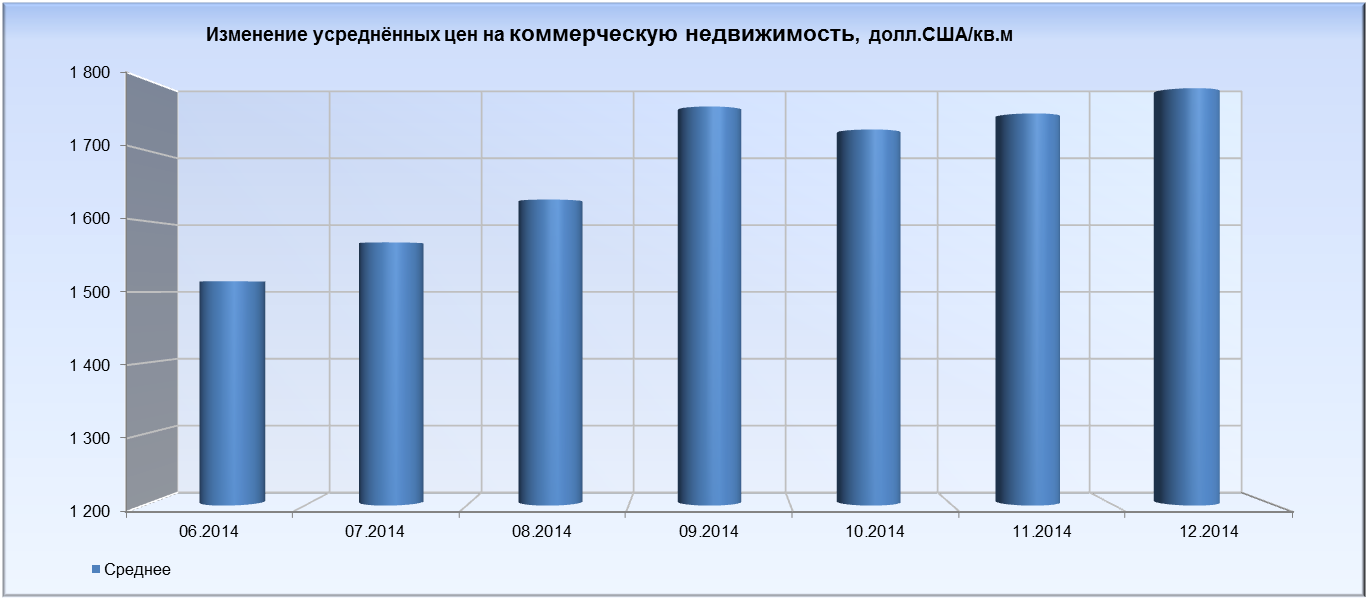 Изменение усреднённых цен на коммерческую недвижимость, долл.США/кв.м
1 800
1 700
1 600
1 500
1 400
1 300
1 200
06.2014 07.2014 08.2014 09.2014 10.2014 11.2014 12.2014
Среднее